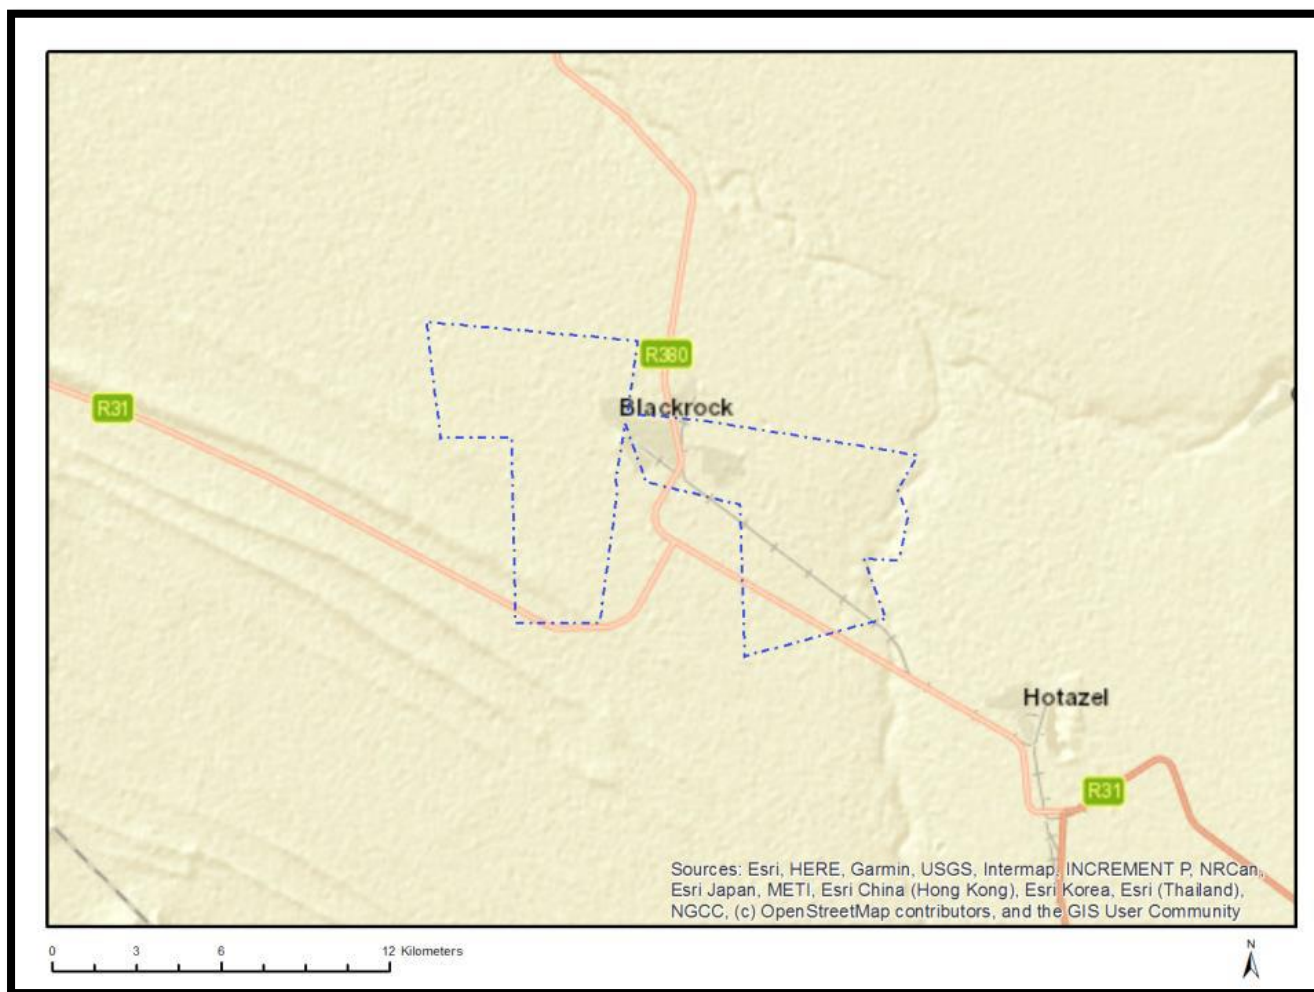 R380
R31
Blackrock
Hotazel
R31
Sources: Esri, HERE, Garmin, USGS, Intermap, INCREMENT P, NRCan,
Esri Japan, METI, Esri China (Hong Kong), Esri Korea, Esri (Thailand),
NGCC, (c) OpenStreetMap contributors, and the GIS User Community
0 3 6 12 Kilometers
N